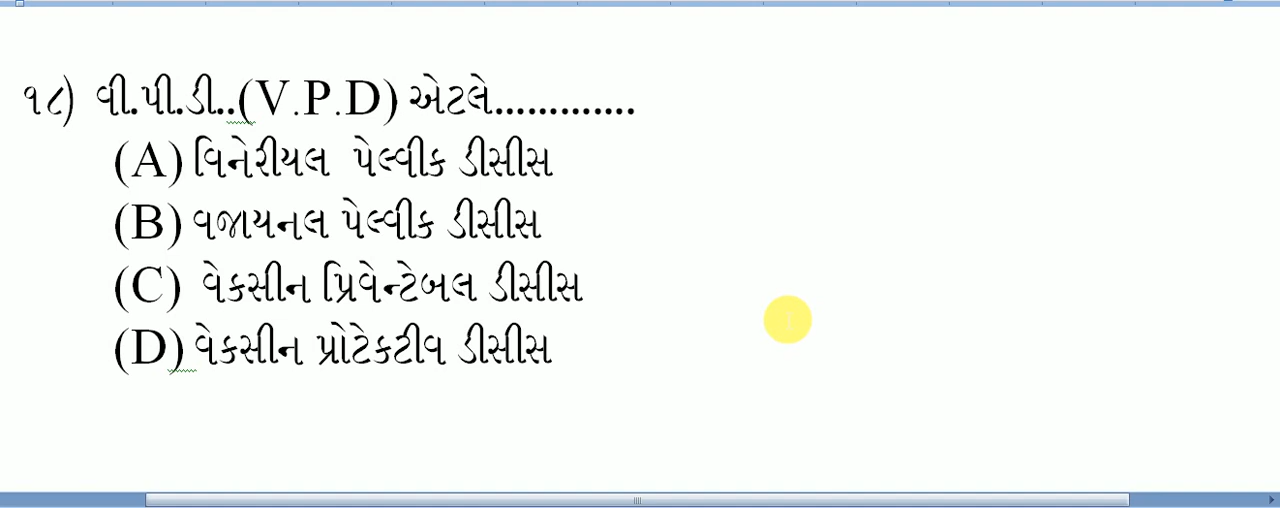 ૧૮) વી.પી.ડી..(V.P.D) એટલે.............
(A) વિનેરીયલ પેલ્વીક ડીસીસ
(B) વજાયનલ પેલ્વીક ડીસીસ
(C) વેકસીન પ્રિવેન્ટેબલ ડીસીસ
(D) વેકસીન પ્રોટેકટીવ ડીસીસ